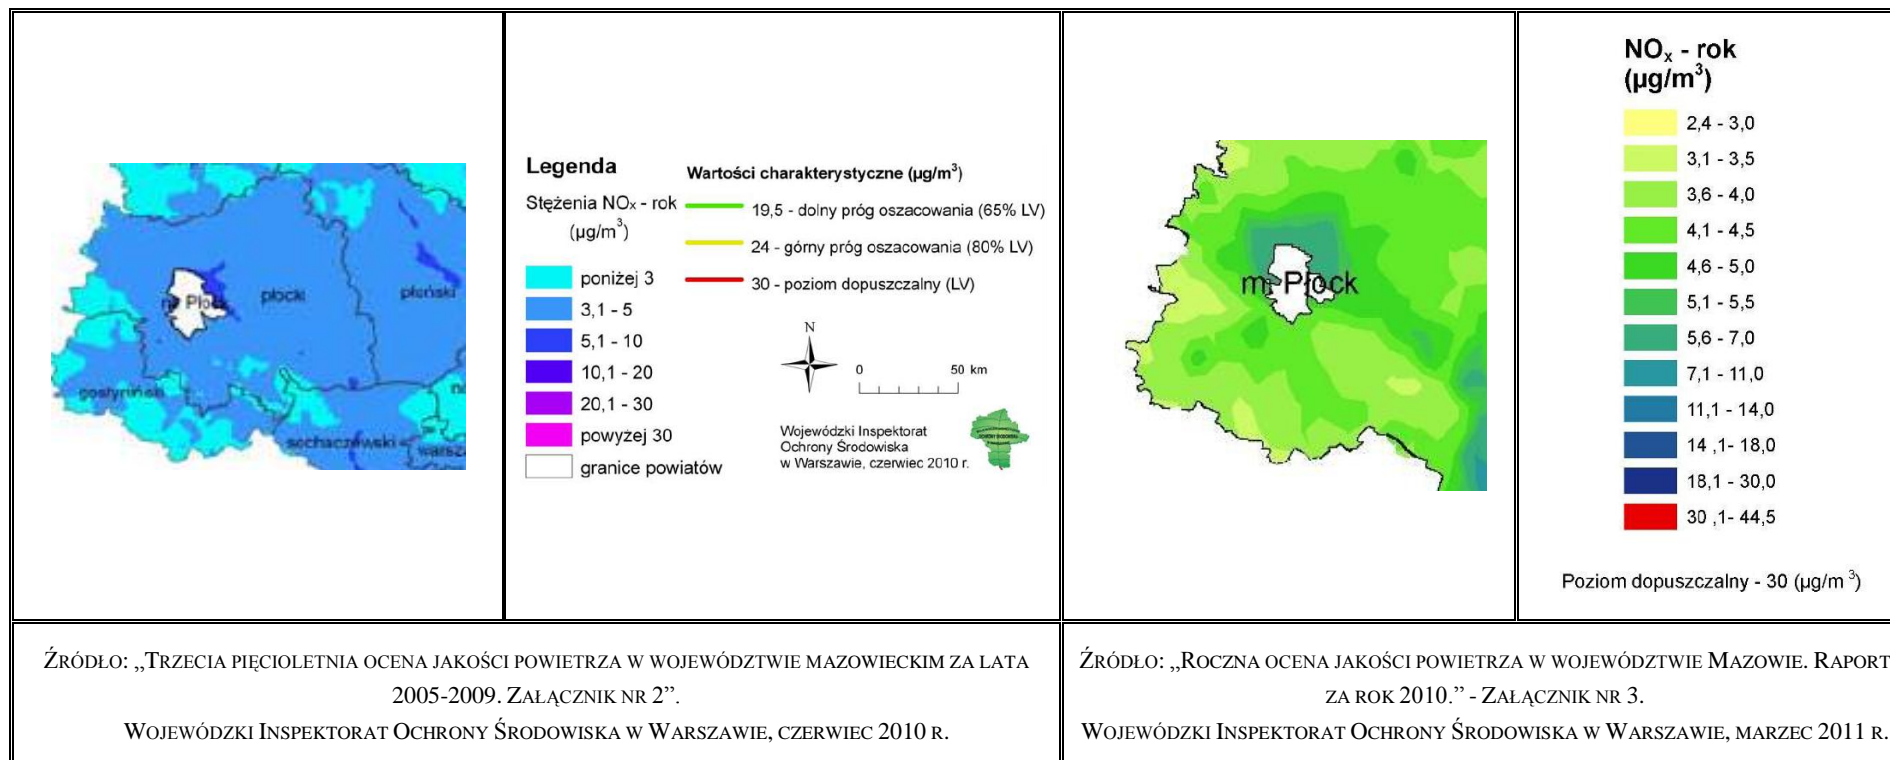 m. Płock
płocki
płoński
gostyniński
sochaczewski
Legenda
Stężenia NOx - rok
(µg/m³)
poniżej 3
3,1 - 5
5,1 - 10
10,1 - 20
20,1 - 30
powyżej 30
granice powiatów
Wartości charakterystyczne (µg/m³)
19,5 - dolny próg oszacowania (65% LV)
24 - górny próg oszacowania (80% LV)
30 - poziom dopuszczalny (LV)
N
0 50 km
Wojewódzki Inspektorat
Ochrony Środowiska
w Warszawie, czerwiec 2010 r.
m. Płock
NOx - rok
(µg/m³)
2,4 - 3,0
3,1 - 3,5
3,6 - 4,0
4,1 - 4,5
4,6 - 5,0
5,1 - 5,5
5,6 - 7,0
7,1 - 11,0
11,1 - 14,0
14 ,1- 18,0
18,1 - 30,0
30 ,1- 44,5
Poziom dopuszczalny - 30 (µg/m ³)
ŹRÓDŁO: „TRZECIA PIĘCIOLETNIA OCENA JAKOŚCI POWIETRZA W WOJEWÓDZTWIE MAZOWIECKIM ZA LATA
2005-2009. ZAŁĄCZNIK NR 2”.
WOJEWÓDZKI INSPEKTORAT OCHRONY ŚRODOWISKA W WARSZAWIE, CZERWIEC 2010 R.
ŹRÓDŁO: „ROCZNA OCENA JAKOŚCI POWIETRZA W WOJEWÓDZTWIE MAZOWIE. RAPORT
ZA ROK 2010.” - ZAŁĄCZNIK NR 3.
WOJEWÓDZKI INSPEKTORAT OCHRONY ŚRODOWISKA W WARSZAWIE, MARZEC 2011 R.